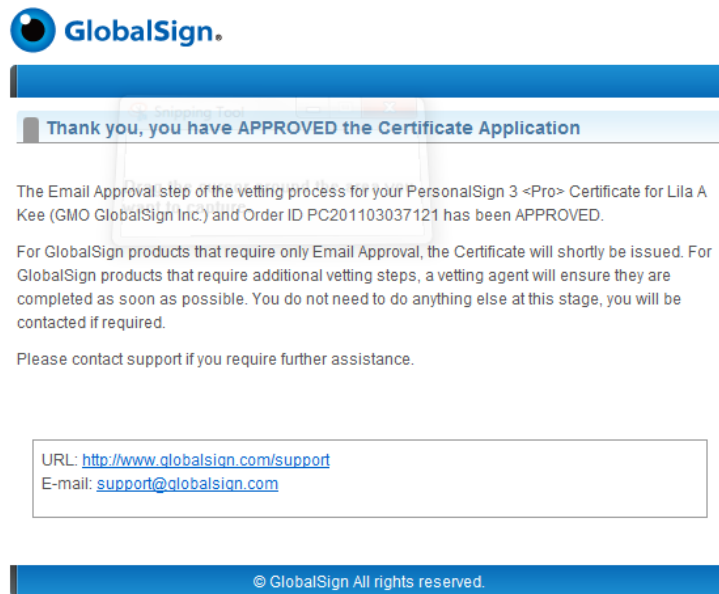 GlobalSign.
Snipping Tool
Thank you, you have APPROVED the Certificate Application
The Email Approval step of the vetting process for your PersonalSign 3 <Pro> Certificate for Lila A
Kee (GMO GlobalSign Inc.) and Order ID PC201103037121 has been APPROVED.
want to capture.
For GlobalSign products that require only Email Approval, the Certificate will shortly be issued. For
GlobalSign products that require additional vetting steps, a vetting agent will ensure they are
completed as soon as possible. You do not need to do anything else at this stage, you will be
contacted if required.
Please contact support if you require further assistance.
URL: http://www.globalsign.com/support
E-mail: support@globalsign.com
© GlobalSign All rights reserved.